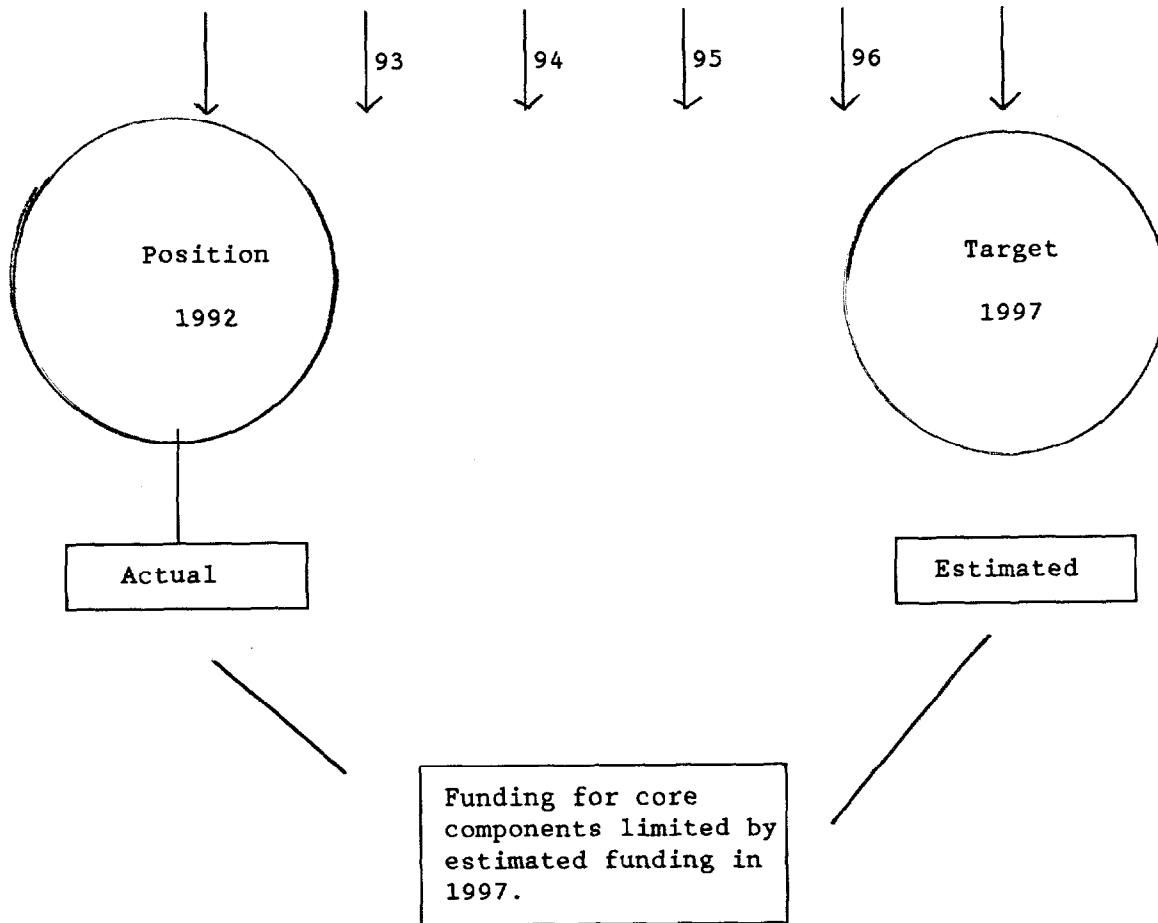 93
94
95
96
Position
1992
Target
1997
Actual
Estimated
Funding for core
components limited by
estimated funding in
1997.